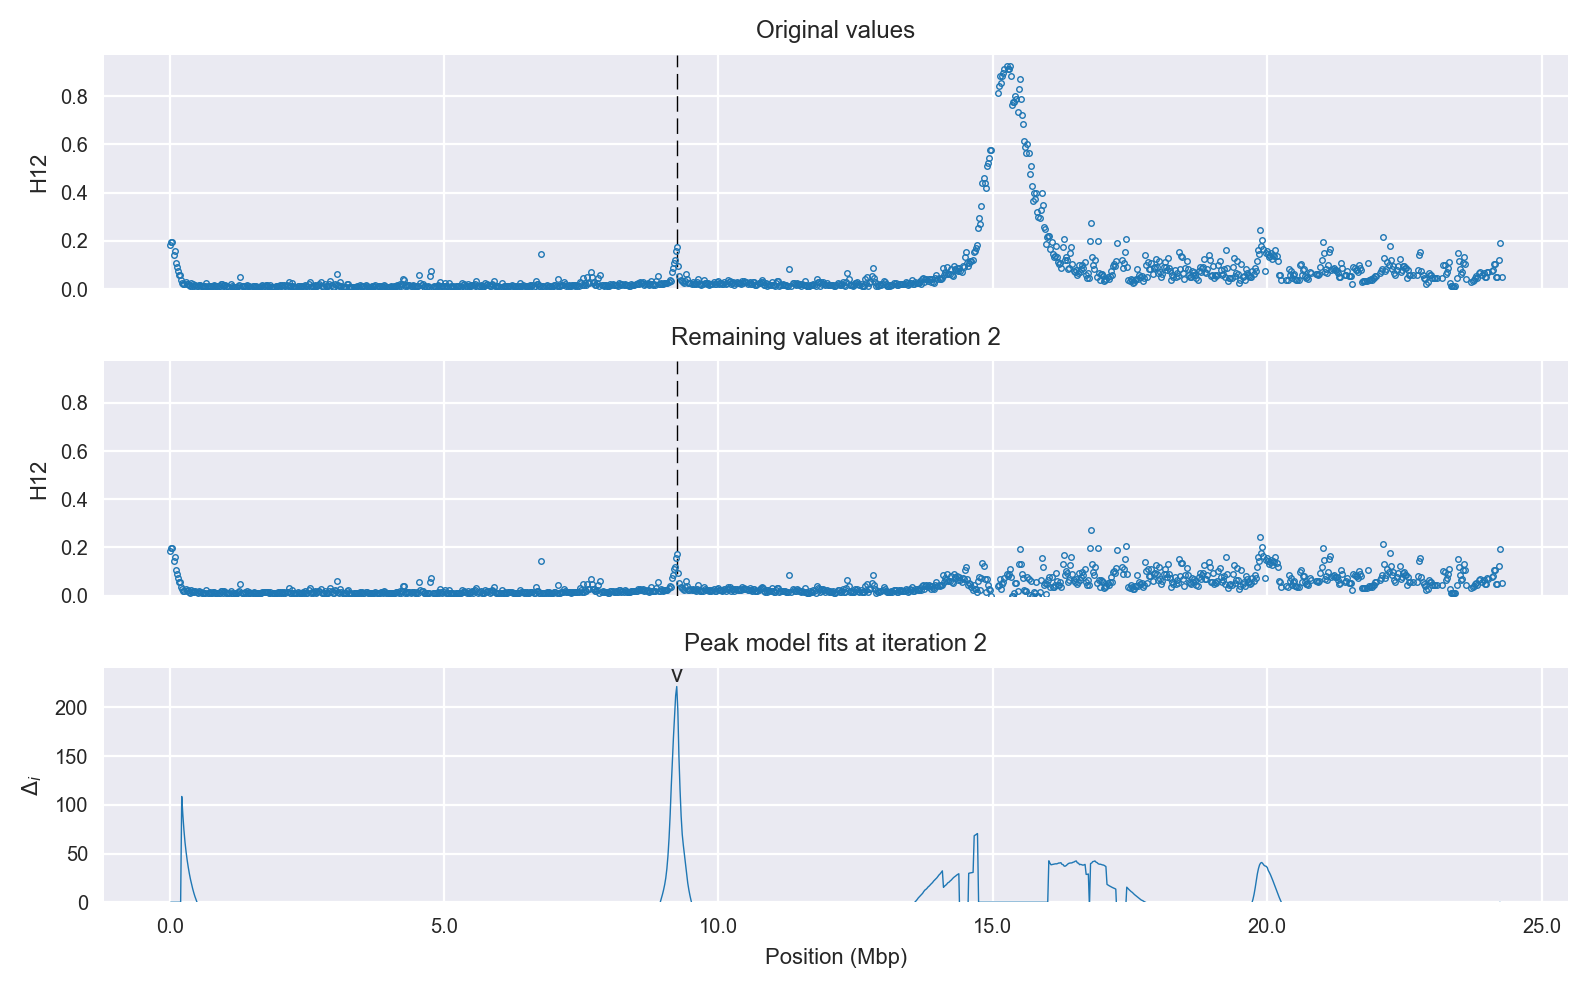 Original values
H12
0.8
0.6
0.4
0.2
0.0
Remaining values at iteration 2
H12
0.8
0.6
0.4
0.2
0.0
Peak model fits at iteration 2
v
Δi
200
150
100
50
0
0.0 5.0 10.0 15.0 20.0 25.0
Position (Mbp)